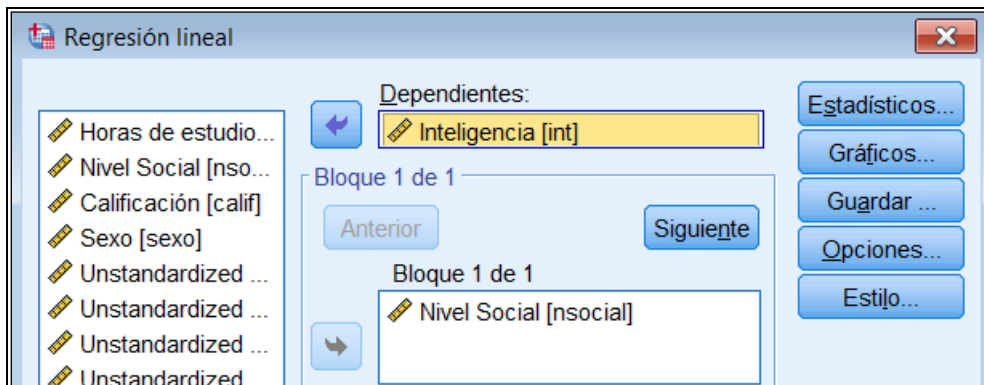 Regresión lineal
Dependientes:
Inteligencia [int]
Horas de estudio...
Nivel Social [nso...
Calificación [calif]
Sexo [sexo]
Unstandardized ...
Unstandardized ...
Unstandardized ...
Unstandardized
Bloque 1 de 1
Anterior
Siguiente
Bloque 1 de 1
Nivel Social [nsocial]
Estadísticos...
Gráficos...
Guardar ...
Opciones...
Estilo...